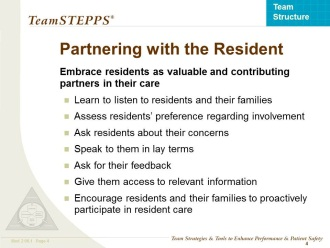 Team
Structure
TeamSTEPPS®
Partnering with the Resident
Embrace residents as valuable and contributing
partners in their care
Learn to listen to residents and their families
Assess residents' preference regarding involvement
Ask residents about their concerns
Speak to them in lay terms
Ask for their feedback
Give them access to relevant information
Encourage residents and their families to proactively
participate in resident care
Page 4
Team Strategies & Tools to Enhance Performance & Patient Safety
4